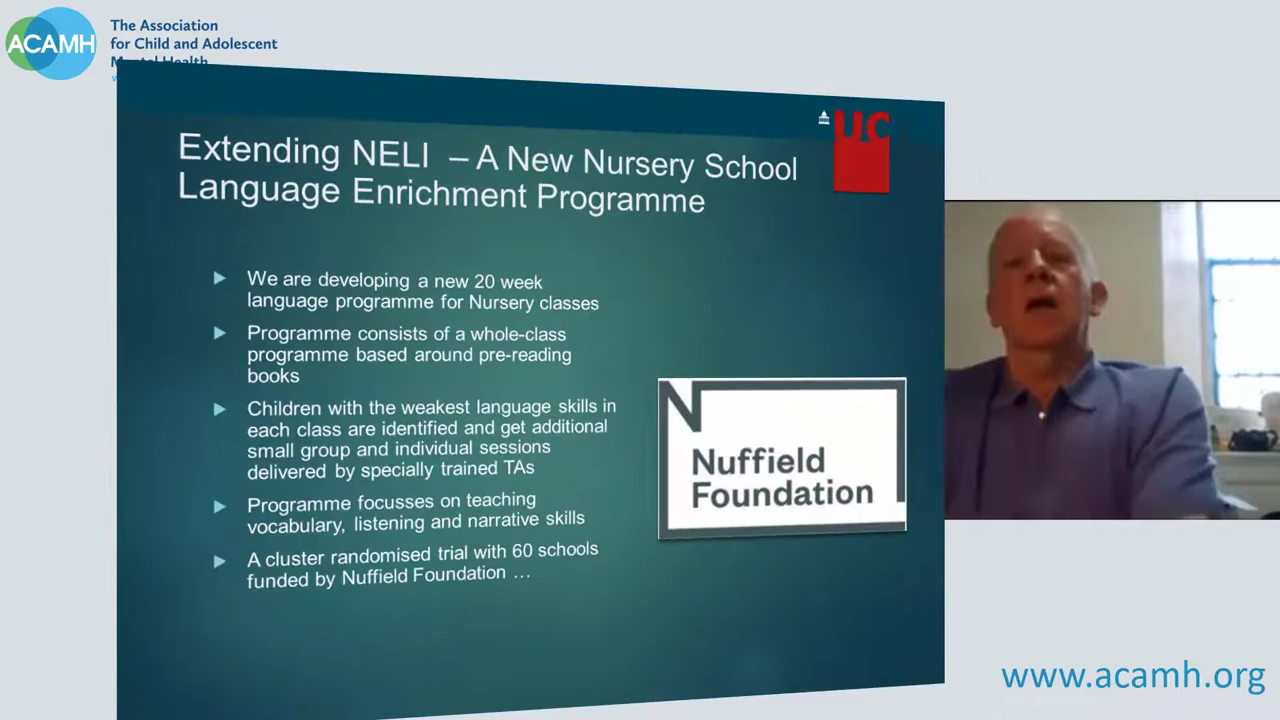 ACAMH
The Association
for Child and Adolescent
Mental Health
Extending NELI – A New Nursery School
Language Enrichment Programme
UC
We are developing a new 20 week
language programme for Nursery classes
Programme consists of a whole-class
programme based around pre-reading
books
Children with the weakest language skills in
each class are identified and get additional
small group and individual sessions
delivered by specially trained TAs
Programme focusses on teaching
vocabulary, listening and narrative skills
A cluster randomised trial with 60 schools
funded by Nuffield Foundation …
N
Nuffield
Foundation
www.acamh.org